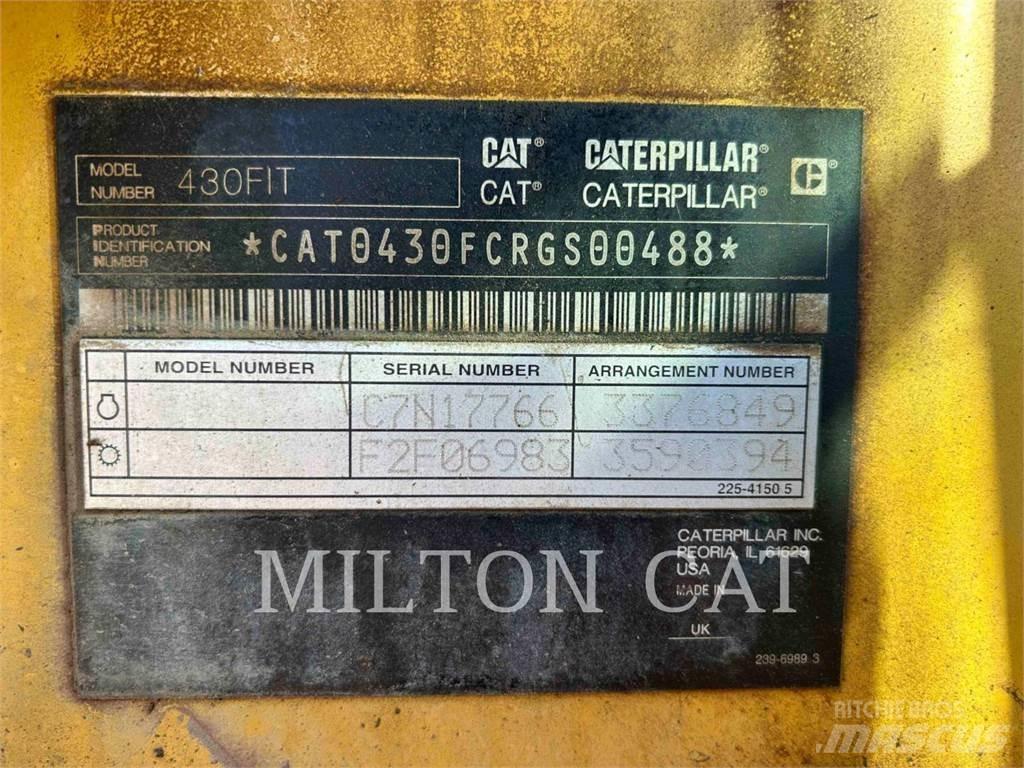 MODEL NUMBER 430FIT
CAT® CATERPILLAR® ®
CAT® CATERPILLAR®
PRODUCT
IDENTIFICATION
NUMBER
*CAT0430FCRGS00488*
MODEL NUMBER SERIAL NUMBER ARRANGEMENT NUMBER
C7N17766 3376849
F2F06983 3598394
225-4150 5
CATERPILLAR INC.
PEORIA, IL 61629
USA
MADE IN
UK
239-6989 3
MILTON CAT
RITCHIE BROS
MASCUS